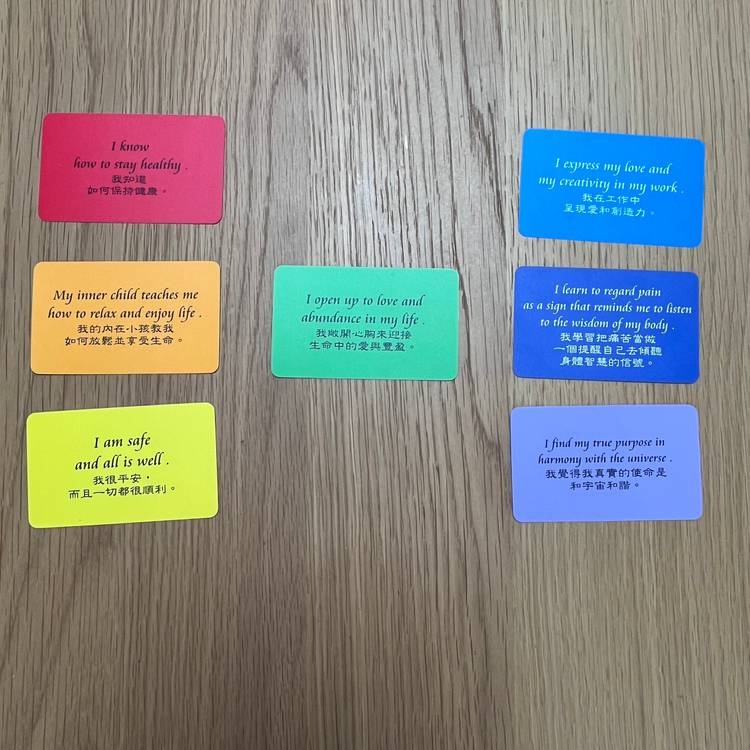 I know
how to stay healthy .
我知道
如何保持健康。
My inner child teaches me
how to relax and enjoy life .
我的內在小孩教我
如何放鬆並享受生命。
I am safe
and all is well .
我很平安，
而且一切都很順利。
I open up to love and
abundance in my life .
我敞開心胸來迎接
生命中的愛與豐盈。
I express my love and
my creativity in my work .
我在工作中
呈現愛和創造力。
I learn to regard pain
as a sign that reminds me to listen
to the wisdom of my body .
我學習把痛苦當做
一個提醒自己去傾聽
身體智慧的信號。
I find my true purpose in
harmony with the universe .
我覺得我真實的使命是
和宇宙和諧。